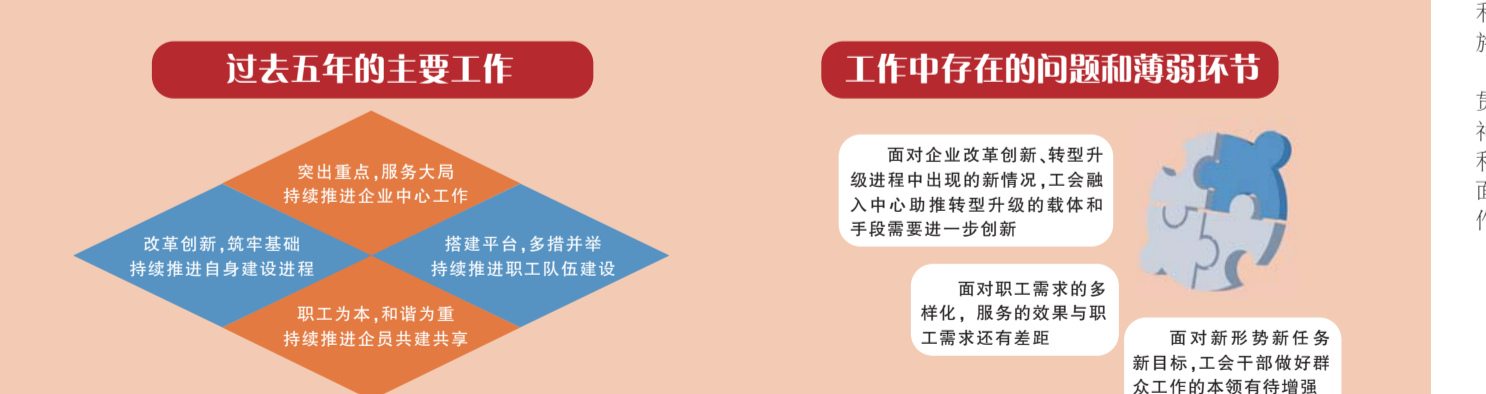 过去五年的主要工作
突出重点,服务大局
持续推进企业中心工作
改革创新,筑牢基础
持续推进自身建设进程
搭建平台,多措并举
持续推进职工队伍建设
职工为本,和谐为重
持续推进企员共建共享
工作中存在的问题和薄弱环节
面对企业改革创新、转型升
级进程中出现的新情况,工会融
入中心助推转型升级的载体和
手段需要进一步创新
面对职工需求的多
样化，服务的效果与职
工需求还有差距
面对新形势新任务
新目标,工会干部做好群
众工作的本领有待增强